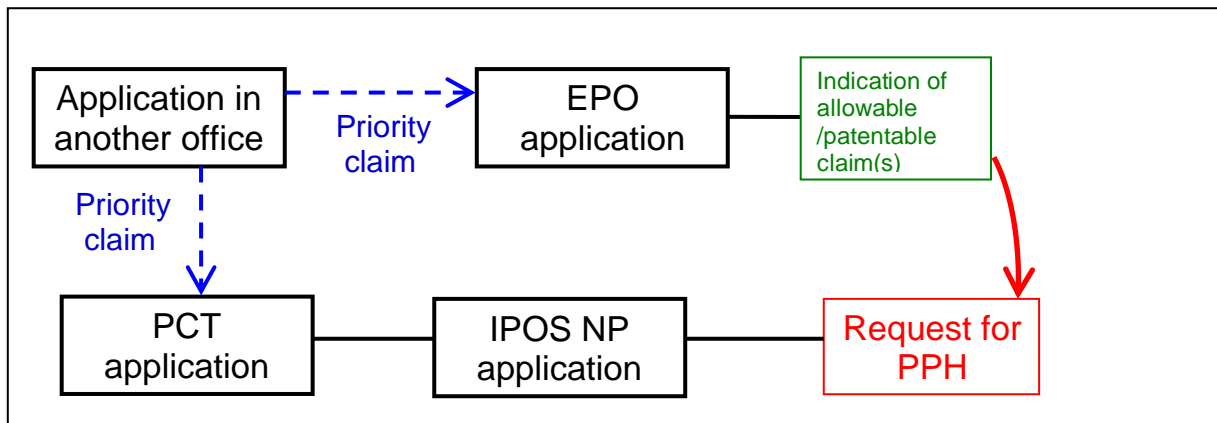 Application in
another office
Priority
claim
EPO
application
Indication of
allowable
/patentable
claim(s)
Priority
claim
PCT
application
IPOS NP
application
Request for
PPH